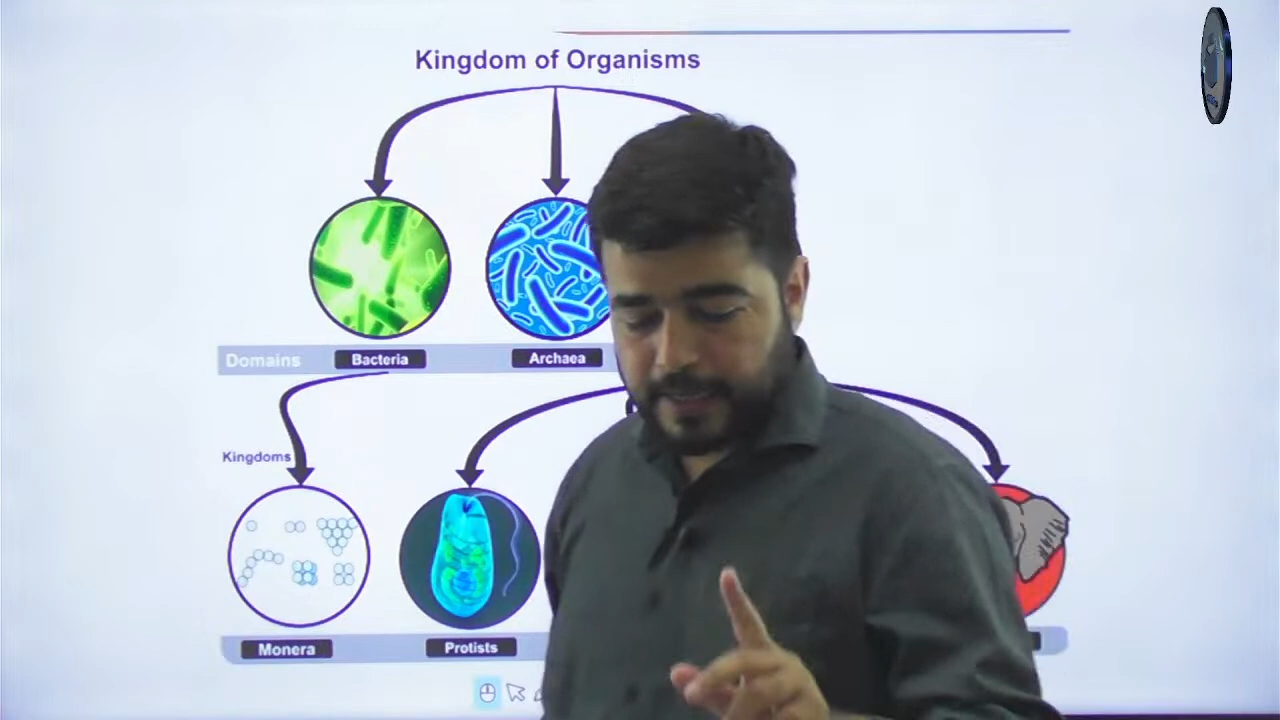 Kingdom of Organisms
Domains
Bacteria
Archaea
Kingdoms
Monera
Protists